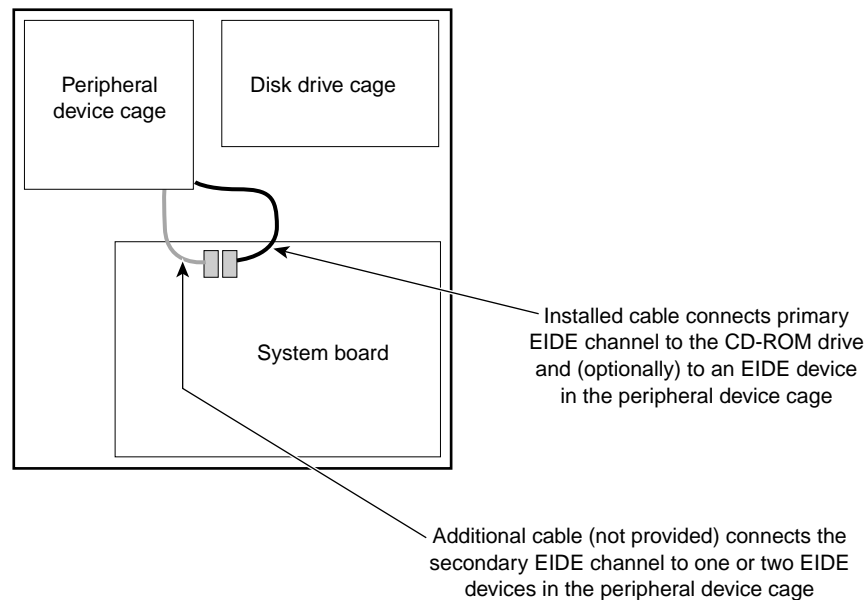 Peripheral
device cage
Disk drive cage
System board
Installed cable connects primary
EIDE channel to the CD-ROM drive
and (optionally) to an EIDE device
in the peripheral device cage
Additional cable (not provided) connects the
secondary EIDE channel to one or two EIDE
devices in the peripheral device cage